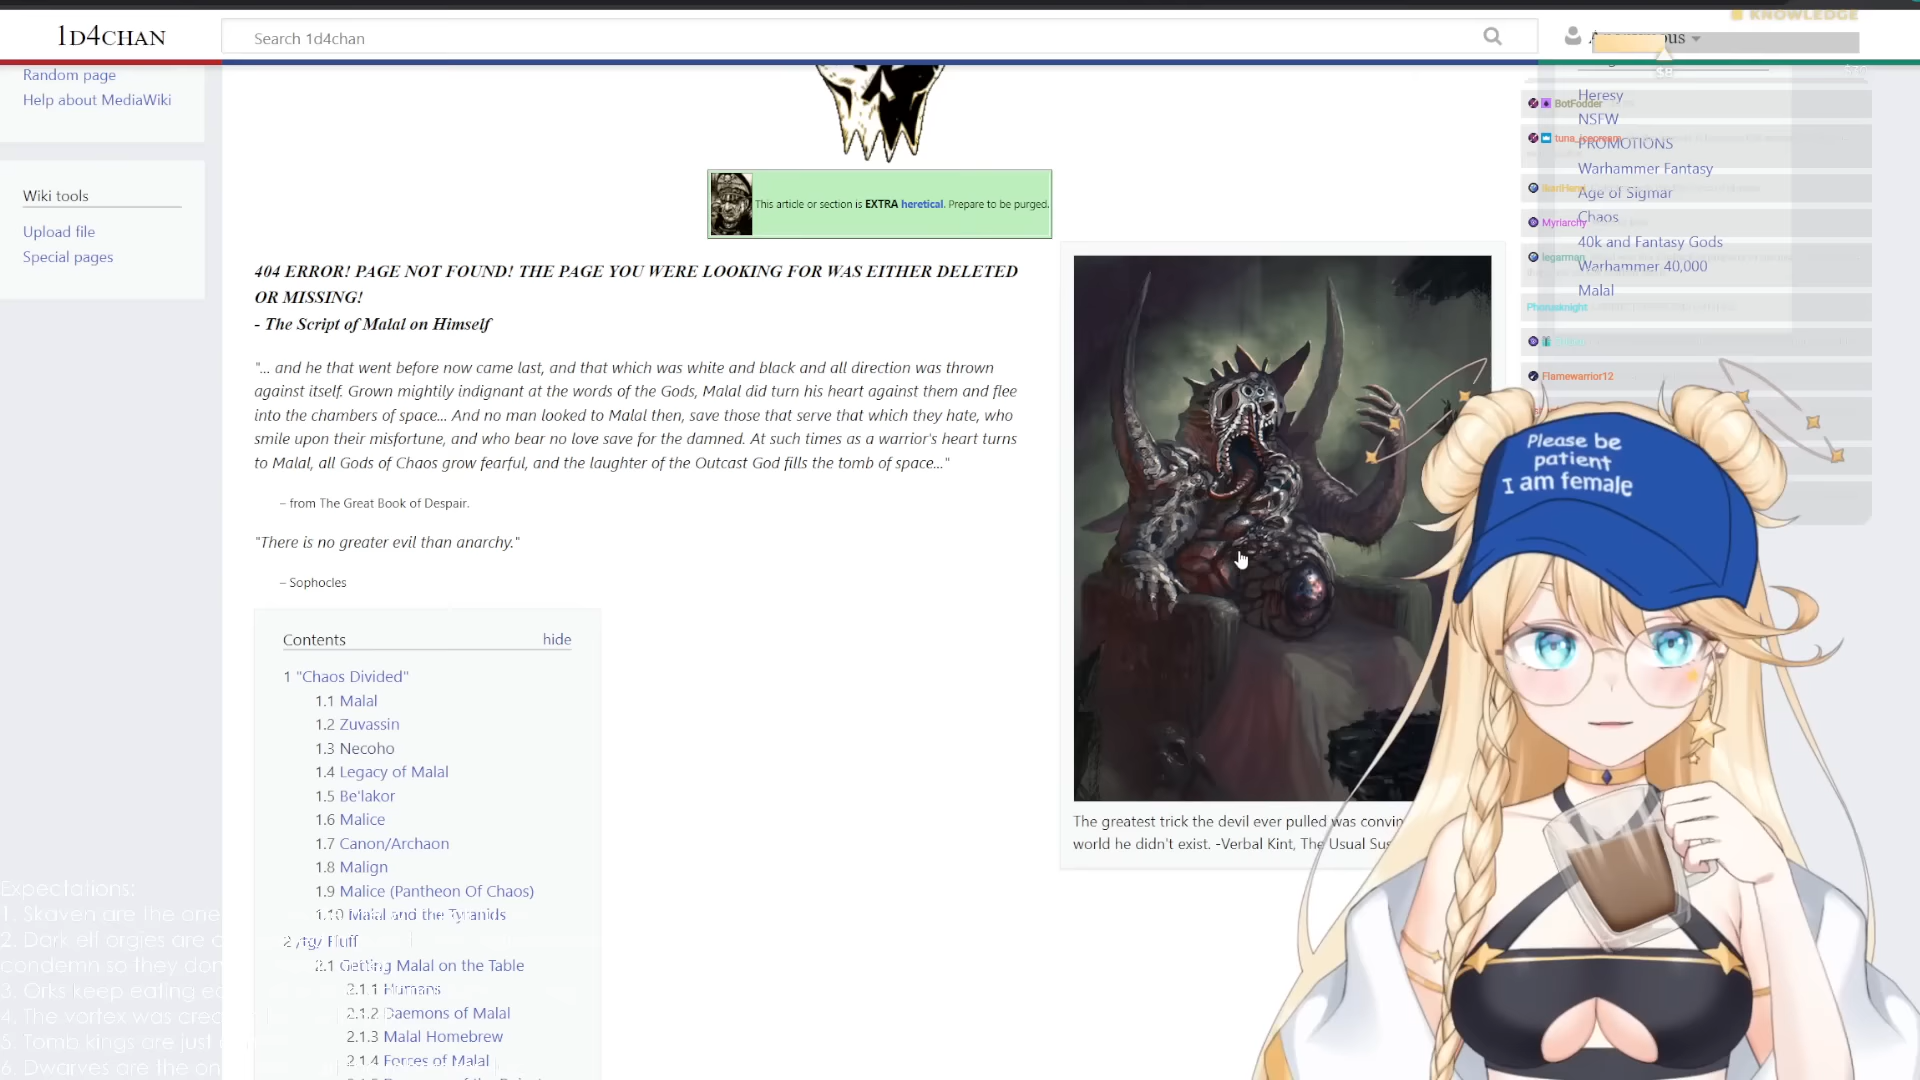 KNOWLEDGE
1D4CHAN
Search 1d4chan
Random page
Help about MediaWiki
Wiki tools
Upload file
Special pages
This article or section is EXTRA heretical. Prepare to be purged.
404 ERROR! PAGE NOT FOUND! THE PAGE YOU WERE LOOKING FOR WAS EITHER DELETED
OR MISSING!
- The Script of Malal on Himself
"... and he that went before now came last, and that which was white and black and all direction was thrown
against itself. Grown mightily indignant at the words of the Gods, Malal did turn his heart against them and flee
into the chambers of space... And no man looked to Malal then, save those that serve that which they hate, who
smile upon their misfortune, and who bear no love save for the damned. At such times as a warrior's heart turns
to Malal, all Gods of Chaos grow fearful, and the laughter of the Outcast God fills the tomb of space..."
– from The Great Book of Despair.
"There is no greater evil than anarchy."
– Sophocles
Contents hide
1 "Chaos Divided"
1.1 Malal
1.2 Zuvassin
1.3 Necoho
1.4 Legacy of Malal
1.5 Be'lakor
1.6 Malice
1.7 Canon/Archaon
1.8 Malign
1.9 Malice (Pantheon Of Chaos)
1.10 Malal and the Tyranids
2 /tg/ Fluff
2.1 Getting Malal on the Table
2.1.1 Humans
2.1.2 Daemons of Malal
2.1.3 Malal Homebrew
2.1.4 Forces of Malal
The greatest trick the devil ever pulled was convin
world he didn't exist. -Verbal Kint, The Usual Sus
Heresy
NSFW
PROMOTIONS
Warhammer Fantasy
Age of Sigmar
Chaos
40k and Fantasy Gods
Warhammer 40,000
Malal
BotFodder
tuna_icecream
Myriarchy
legarman
Flamewarrior12
Please be
patient
I am female
Expectations:
1. Skaven are the one
2. Dark elf orgies are
condemn so they don
3. Orks keep eating
4. The vortex was crea
5. Tomb kings are just
6. Dwarves are the on